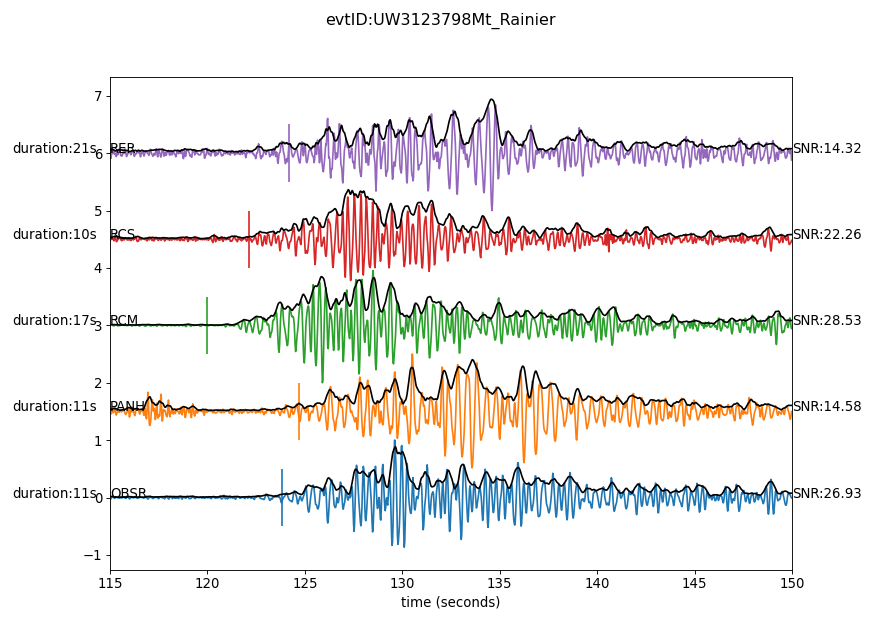 evtID:UW3123798Mt_Rainier
7
duration:21s RER SNR:14.32
6
5
duration:10s RCS SNR:22.26
4
duration:17s RCM SNR:28.53
3
2
duration:11s PANH SNR:14.58
1
duration:11s OBSR SNR:26.93
0
−1
115 120 125 130 135 140 145 150
time (seconds)